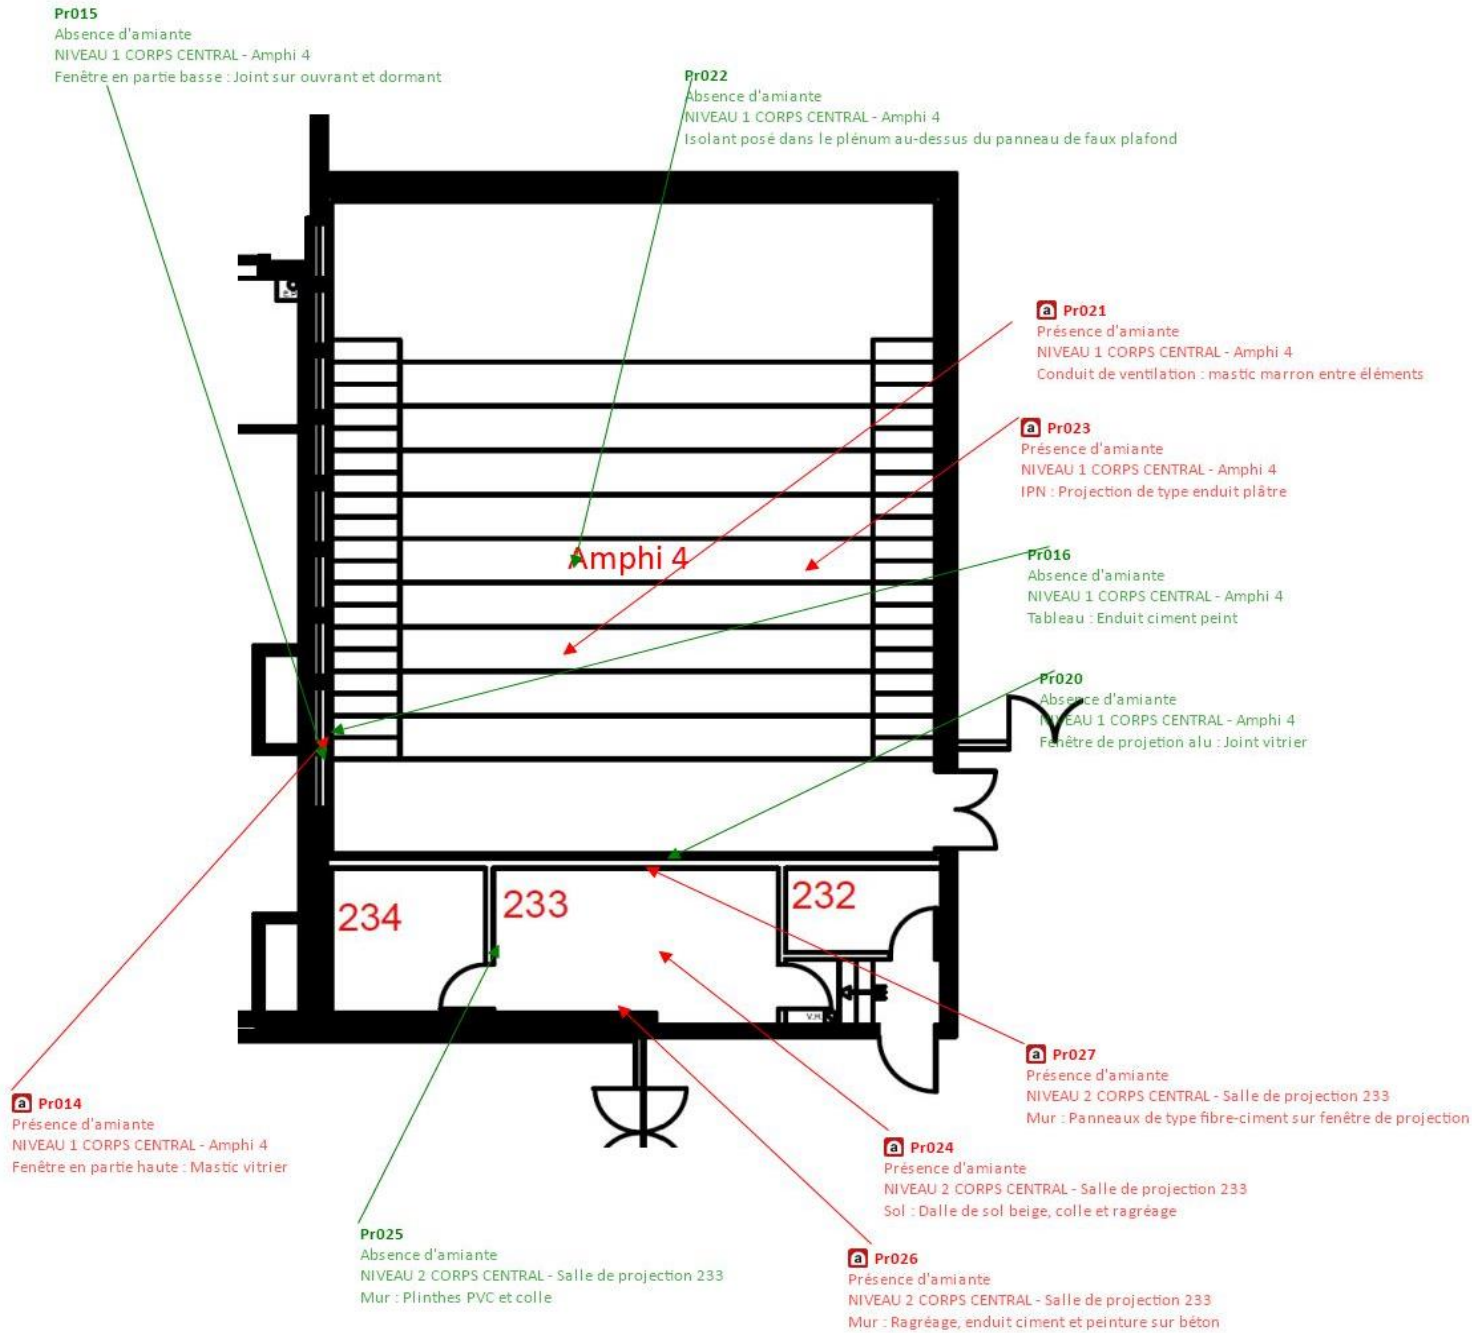 Pr015
Absence d'amiante
NIVEAU 1 CORPS CENTRAL - Amphi 4
Fenêtre en partie basse : Joint sur ouvrant et dormant
Pr022
Absence d'amiante
NIVEAU 1 CORPS CENTRAL - Amphi 4
Isolant posé dans le plénum au-dessus du panneau de faux plafond
a Pr021
Présence d'amiante
NIVEAU 1 CORPS CENTRAL - Amphi 4
Conduit de ventilation : mastic marron entre éléments
a Pr023
Présence d'amiante
NIVEAU 1 CORPS CENTRAL - Amphi 4
IPN : Projection de type enduit plâtre
Amphi 4
Pr016
Absence d'amiante
NIVEAU 1 CORPS CENTRAL - Amphi 4
Tableau : Enduit ciment peint
Pr020
Absence d'amiante
NIVEAU 1 CORPS CENTRAL - Amphi 4
Fenêtre de projetion alu : Joint vitrier
234
233
232
a Pr014
Présence d'amiante
NIVEAU 1 CORPS CENTRAL - Amphi 4
Fenêtre en partie haute : Mastic vitrier
a Pr027
Présence d'amiante
NIVEAU 2 CORPS CENTRAL - Salle de projection 233
Mur : Panneaux de type fibre-ciment sur fenêtre de projection
a Pr024
Présence d'amiante
NIVEAU 2 CORPS CENTRAL - Salle de projection 233
Sol : Dalle de sol beige, colle et ragréage
Pr025
Absence d'amiante
NIVEAU 2 CORPS CENTRAL - Salle de projection 233
Mur : Plinthes PVC et colle
a Pr026
Présence d'amiante
NIVEAU 2 CORPS CENTRAL - Salle de projection 233
Mur : Ragréage, enduit ciment et peinture sur béton